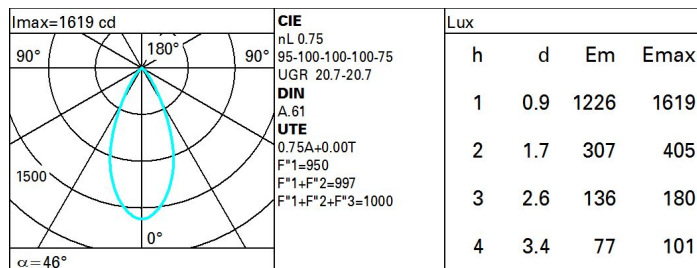 Imax=1619 cd
90° 180° 90°
1500
0°
α=46°
CIE
nL 0.75
95-100-100-100-75
UGR 20.7-20.7
DIN
A.61
UTE
0.75A+0.00T
F"1=950
F"1+F"2=997
F"1+F"2+F"3=1000
Lux
h d Em Emax
1 0.9 1226 1619
2 1.7 307 405
3 2.6 136 180
4 3.4 77 101